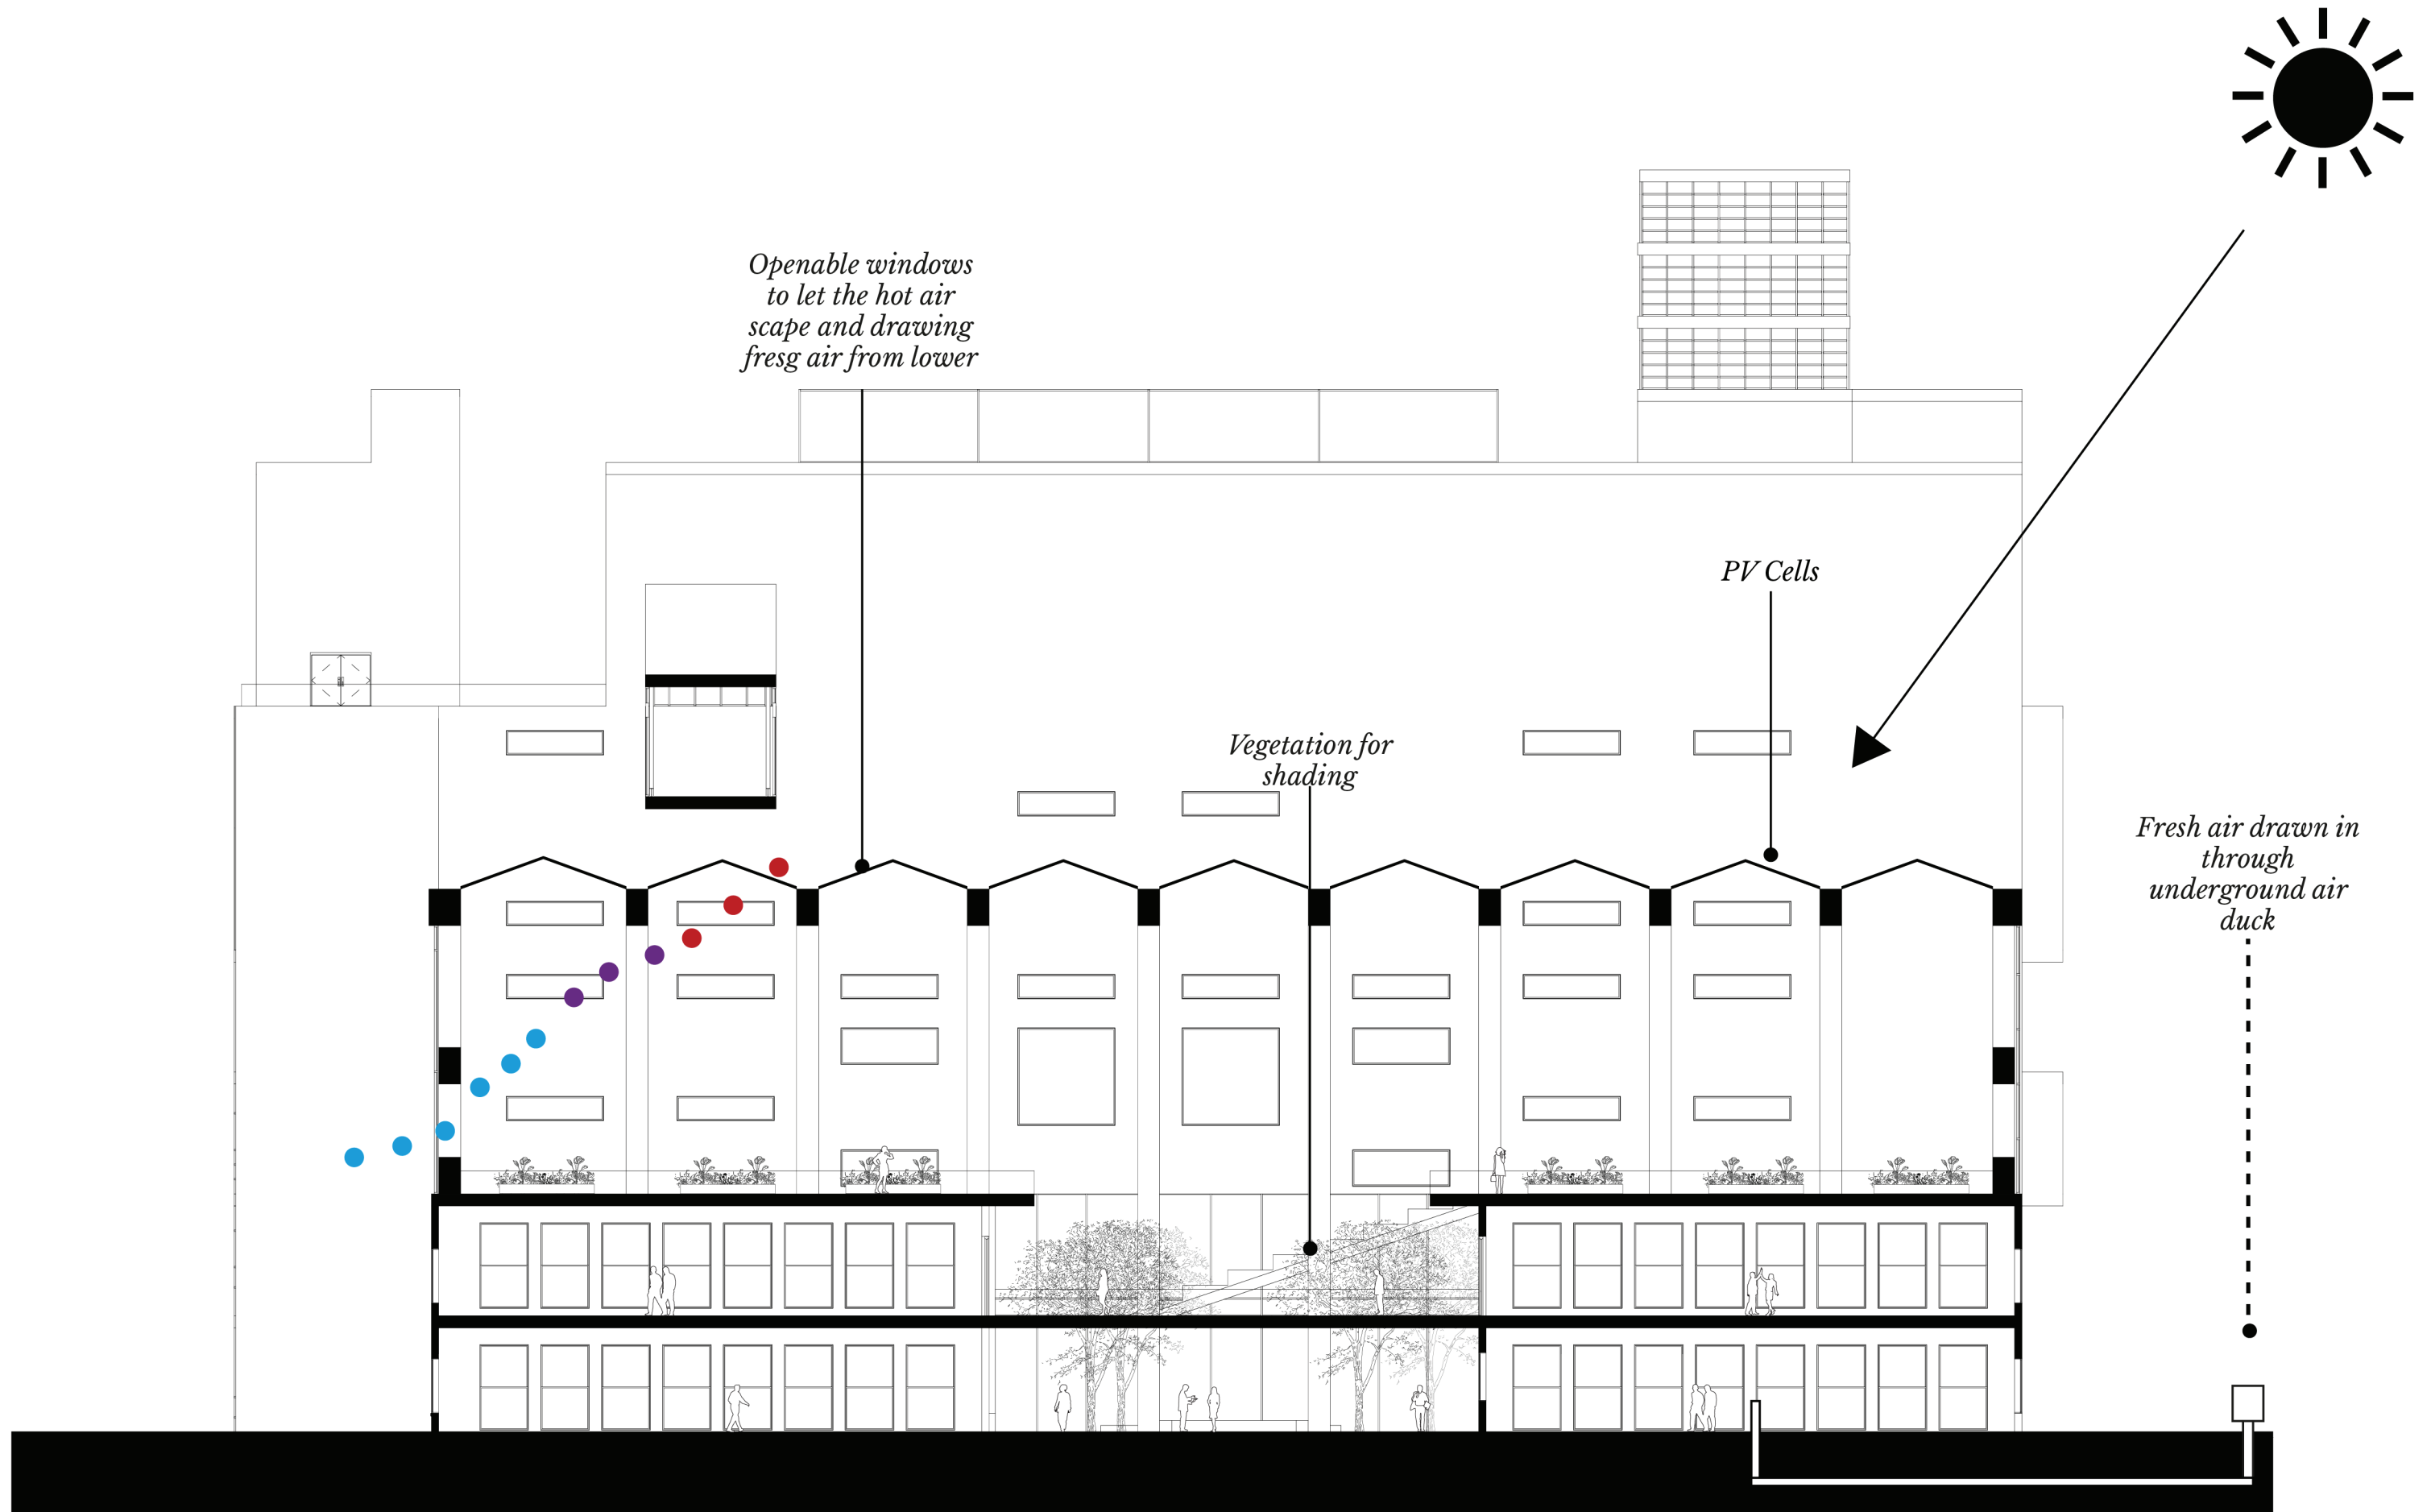 Openable windows
to let the hot air
scape and drawing
fresg air from lower
PV Cells
Vegetation for
shading
Fresh air drawn in
through
underground air
duck